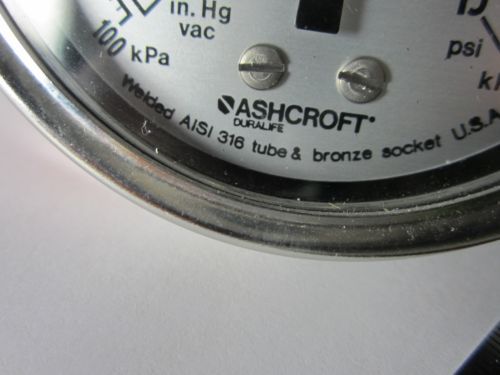 in. Hg
vac
100 kPa
psi
ASHCROFT
DURALIFE
Welded AISI 316 tube & bronze socket U.S.A